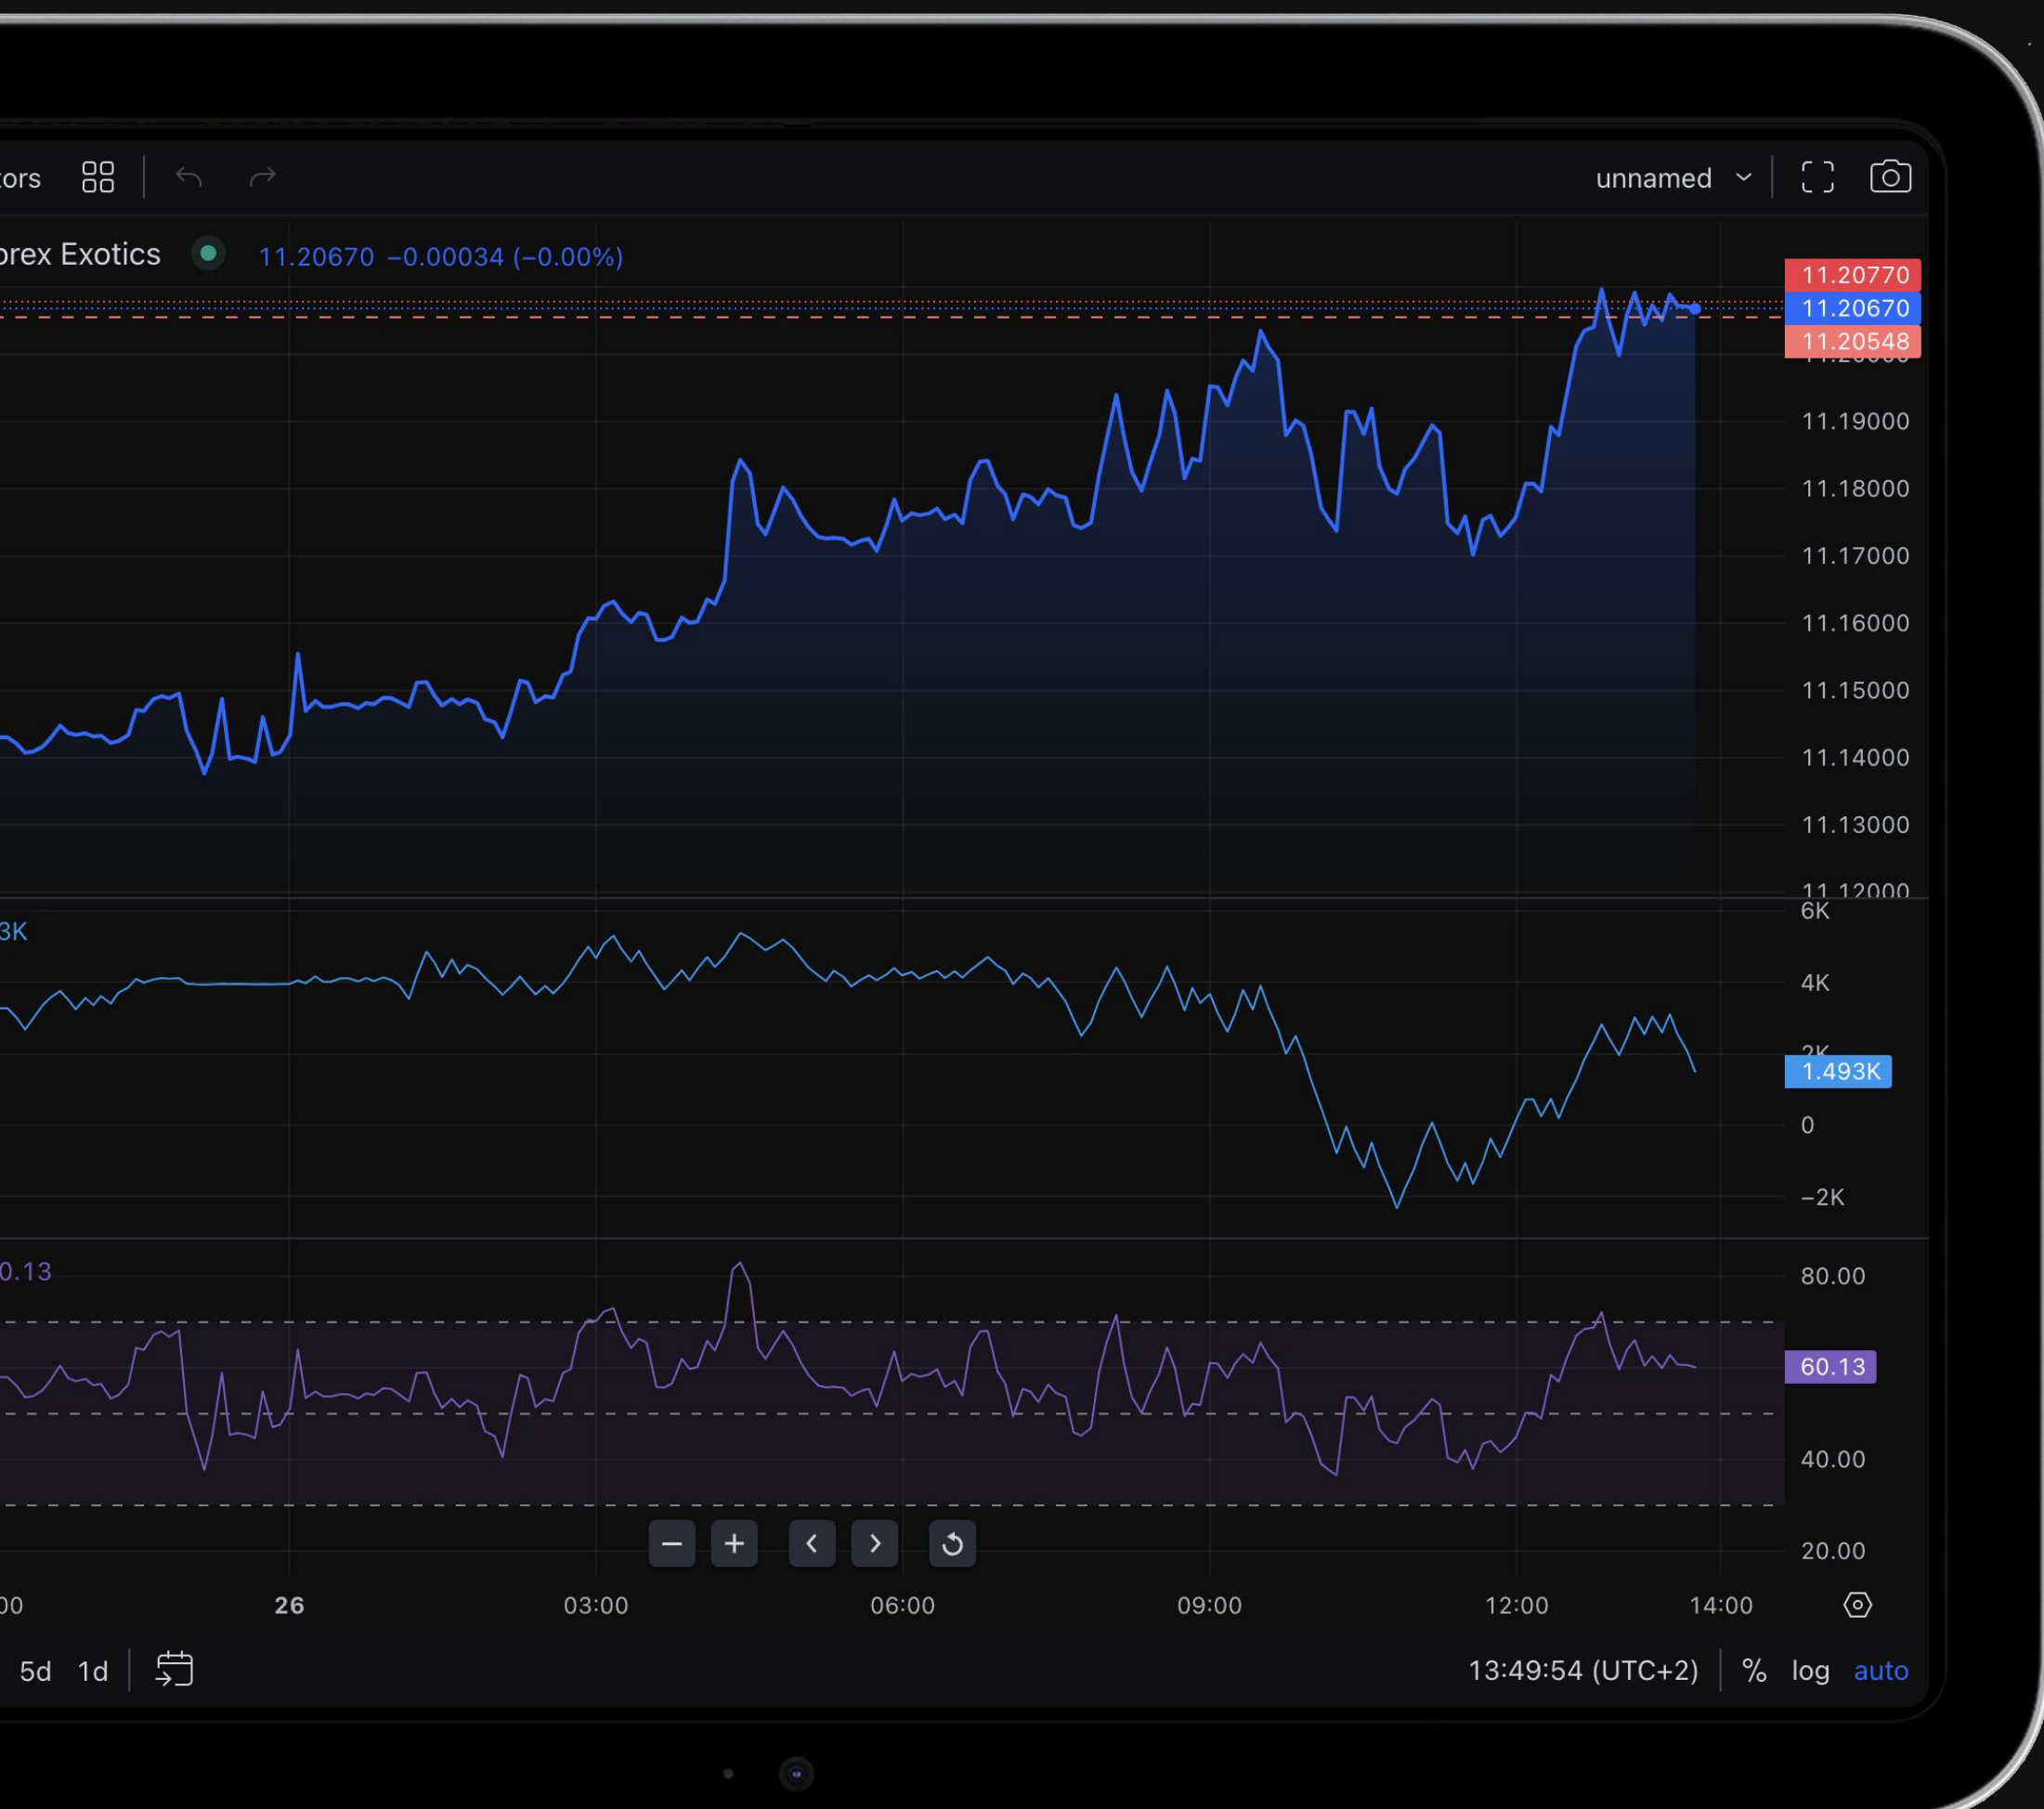 tors
unnamed
orex Exotics
11.20670 −0.00034 (−0.00%)
11.20770
11.20670
11.20548
11.20000
11.19000
11.18000
11.17000
11.16000
11.15000
11.14000
11.13000
11.12000
6K
3K
4K
2K
1.493K
0
−2K
0.13
80.00
60.13
40.00
20.00
00
26
03:00
06:00
09:00
12:00
14:00
5d
1d
13:49:54 (UTC+2)
%
log
auto